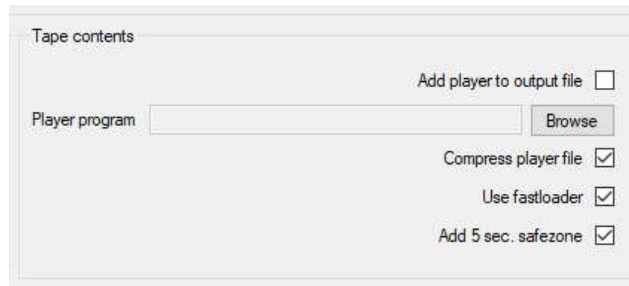 Tape contents
Add player to output file
Player program Browse
Compress player file
Use fastloader
Add 5 sec. safezone